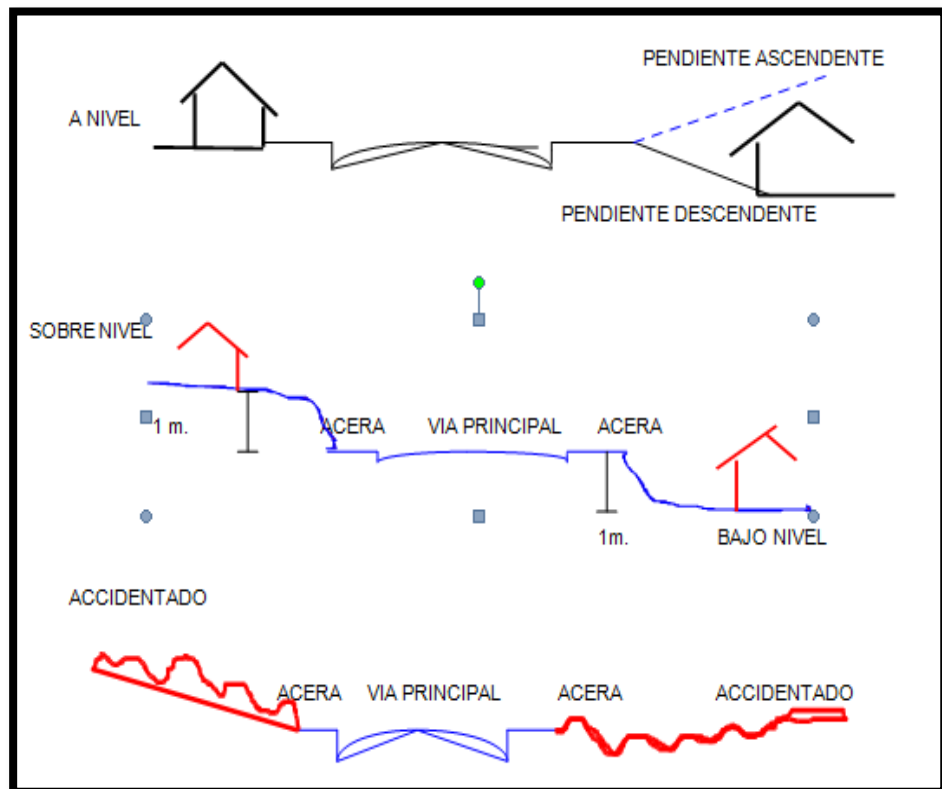 PENDIENTE ASCENDENTE
A NIVEL
PENDIENTE DESCENDENTE
SOBRE NIVEL
1 m.
ACERA
VIA PRINCIPAL
ACERA
1m.
BAJO NIVEL
ACCIDENTADO
ACERA
VIA PRINCIPAL
ACERA
ACCIDENTADO